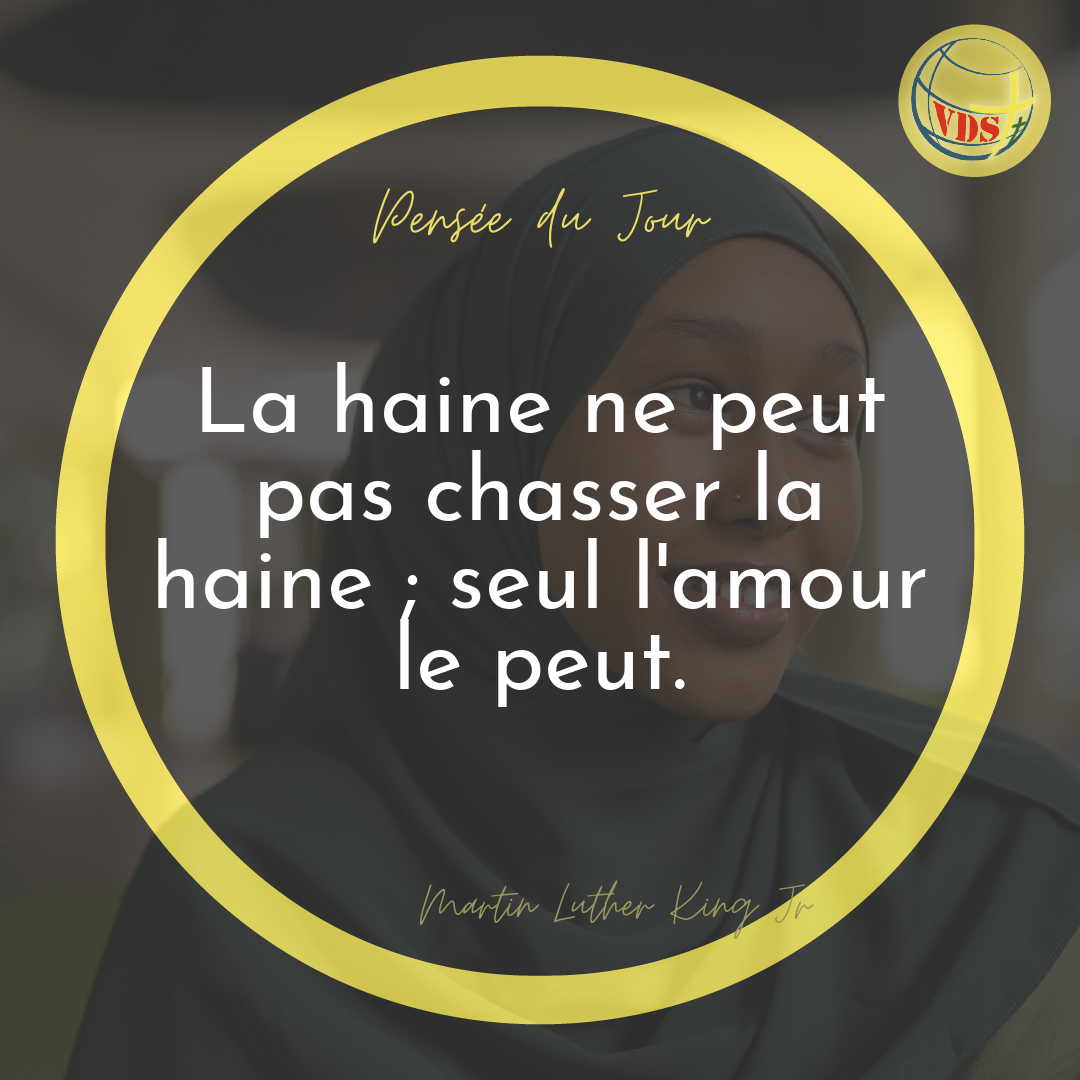 VDS
Pensée du Jour
La haine ne peut
pas chasser la
haine ; seul l'amour
le peut.
Martin Luther King Jr